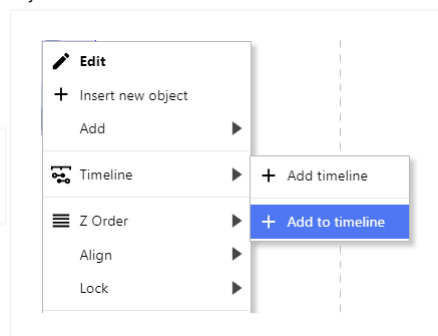 Edit
Insert new object
Add
Timeline
Add timeline
Z Order
Add to timeline
Align
Lock